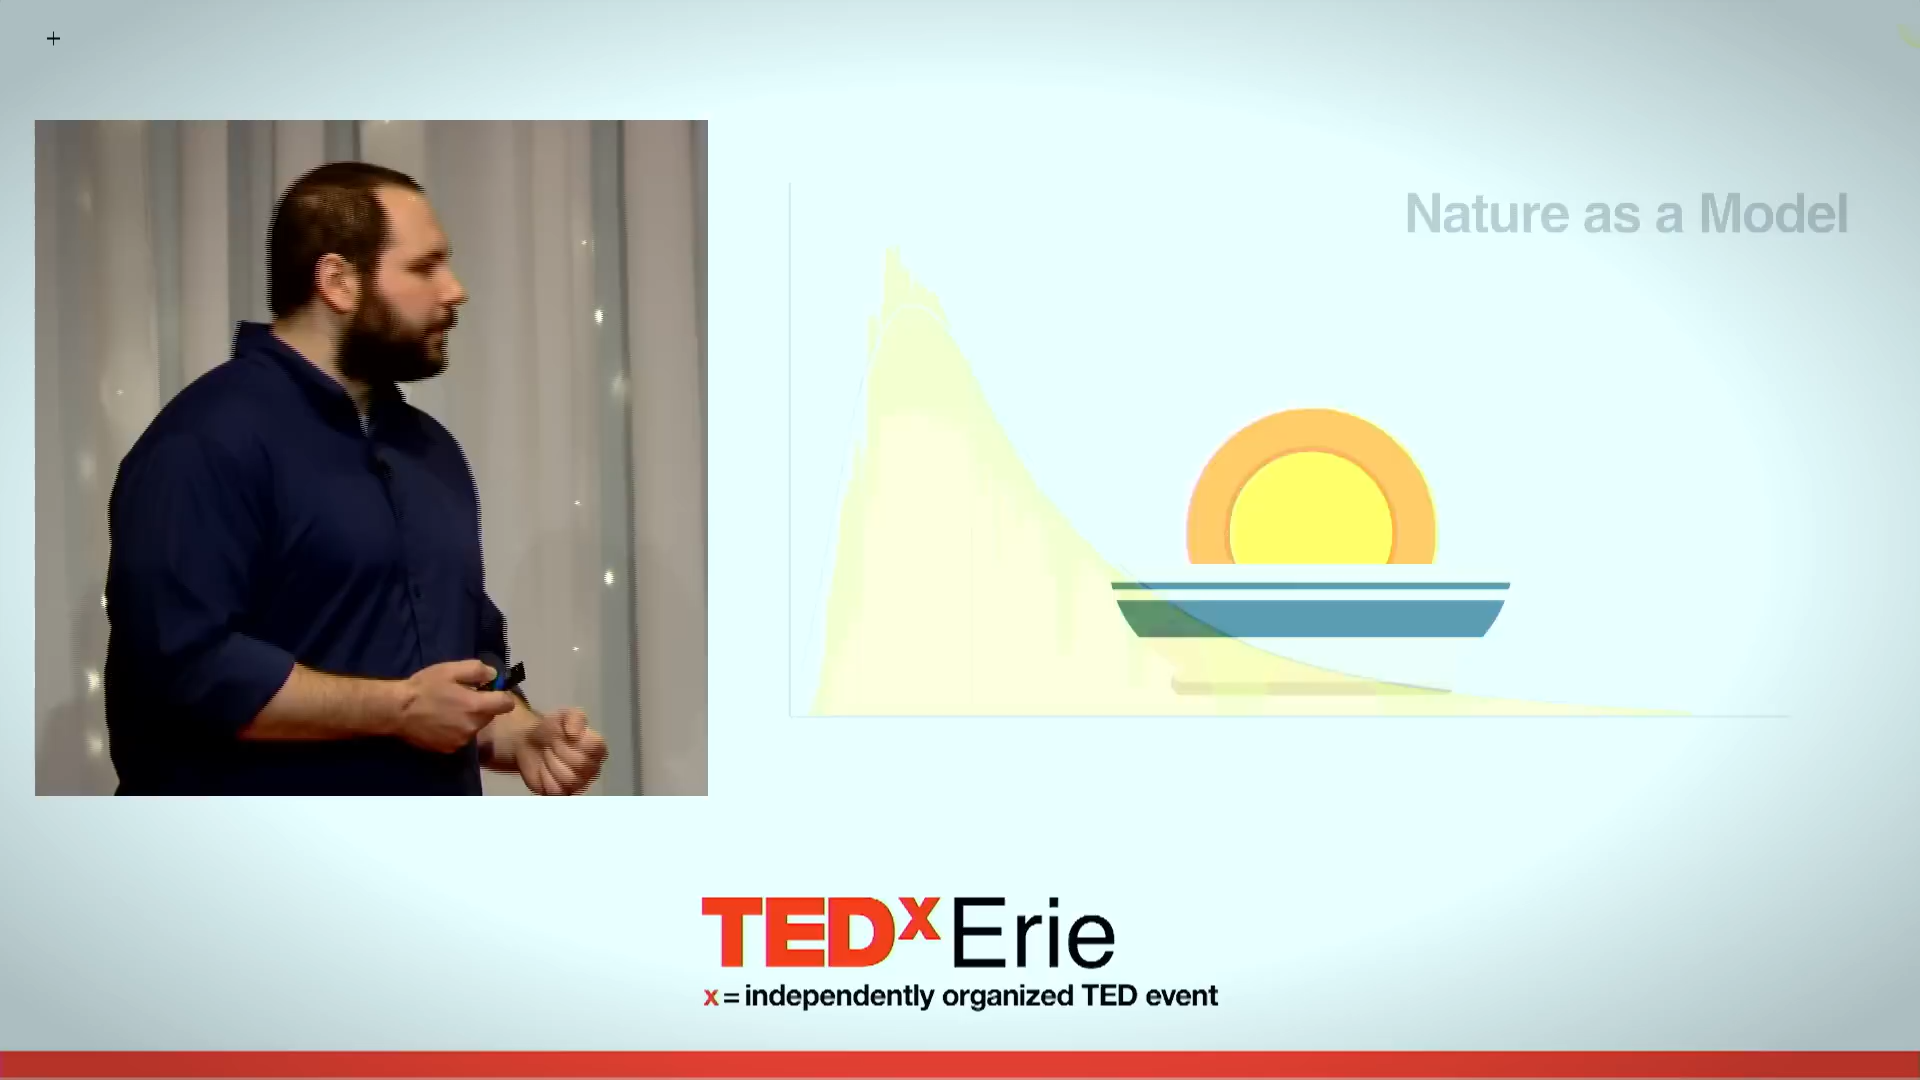 Nature as a Model
TEDx Erie
x = independently organized TED event